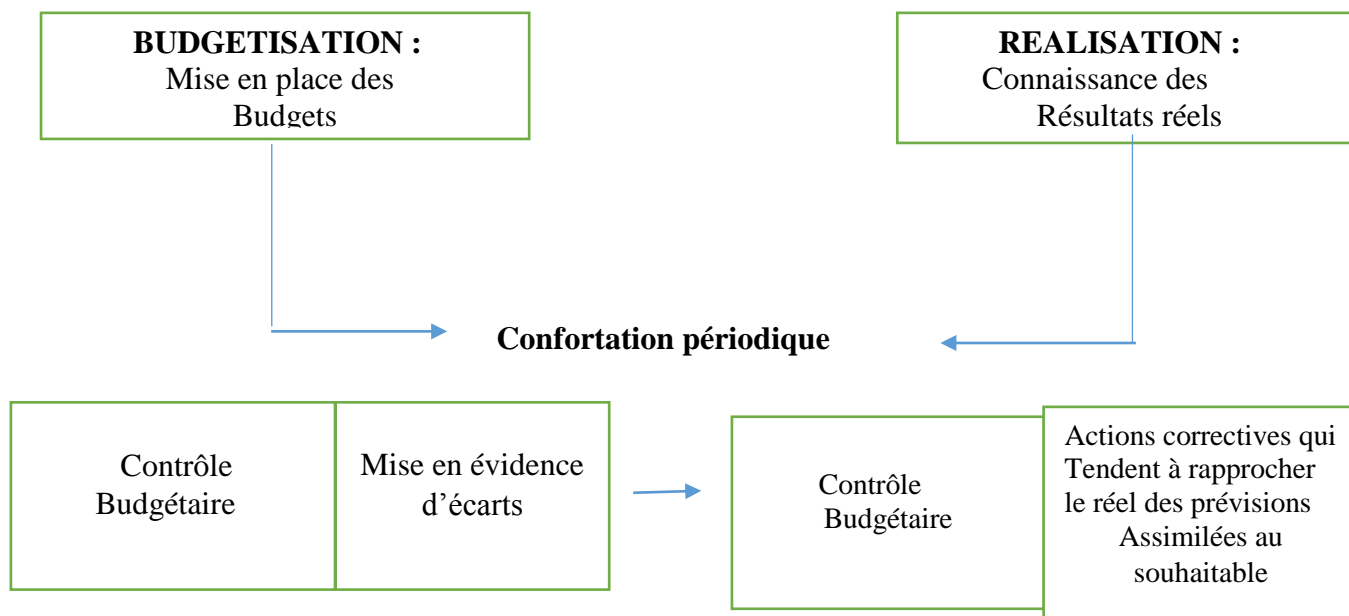 BUDGETISATION :
Mise en place des
Budgets
REALISATION :
Connaissance des
Résultats réels
Confortation périodique
Contrôle
Budgétaire
Mise en évidence
d’écarts
Contrôle
Budgétaire
Actions correctives qui
Tendent à rapprocher
le réel des prévisions
Assimilées au
souhaitable